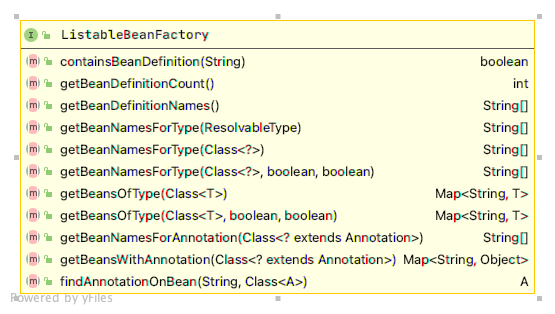 I ListableBeanFactory
m containsBeanDefinition(String) boolean
m getBeanDefinitionCount() int
m getBeanDefinitionNames() String[]
m getBeanNamesForType(ResolvableType) String[]
m getBeanNamesForType(Class<?>) String[]
m getBeanNamesForType(Class<?>, boolean, boolean) String[]
m getBeansOfType(Class<T>) Map<String, T>
m getBeansOfType(Class<T>, boolean, boolean) Map<String, T>
m getBeanNamesForAnnotation(Class<? extends Annotation>) String[]
m getBeansWithAnnotation(Class<? extends Annotation>) Map<String, Object>
m findAnnotationOnBean(String, Class<A>) A
Powered by yFiles